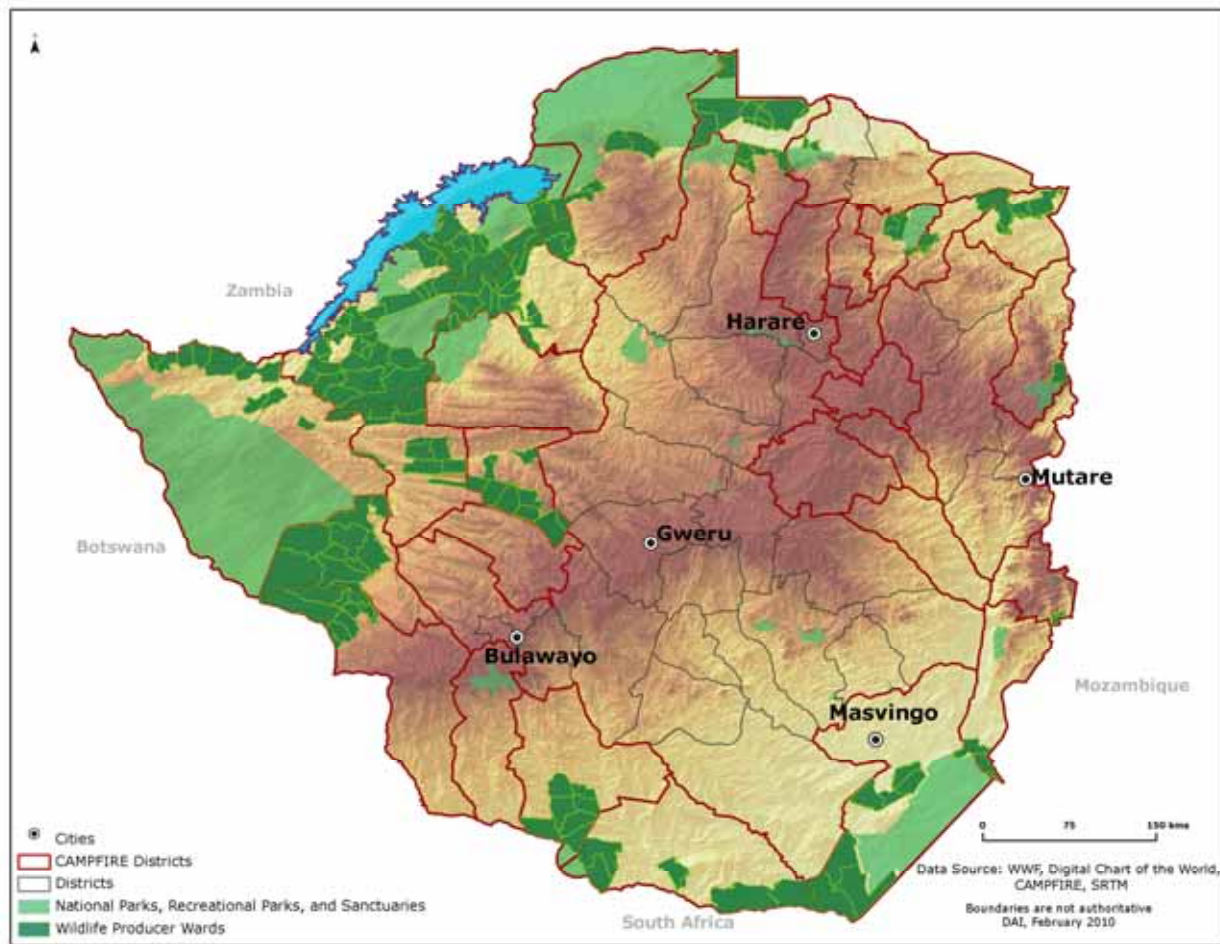 Zambia
Harare
Mutare
Gweru
Botswana
Bulawayo
Mozambique
Masvingo
South Africa
Cities
CAMPFIRE Districts
Districts
National Parks, Recreational Parks, and Sanctuaries
Wildlife Producer Wards
0 75 150 kms
Data Source: WWF, Digital Chart of the World,
CAMPFIRE, SRTM
Boundaries are not authoritative
DAI, February 2010